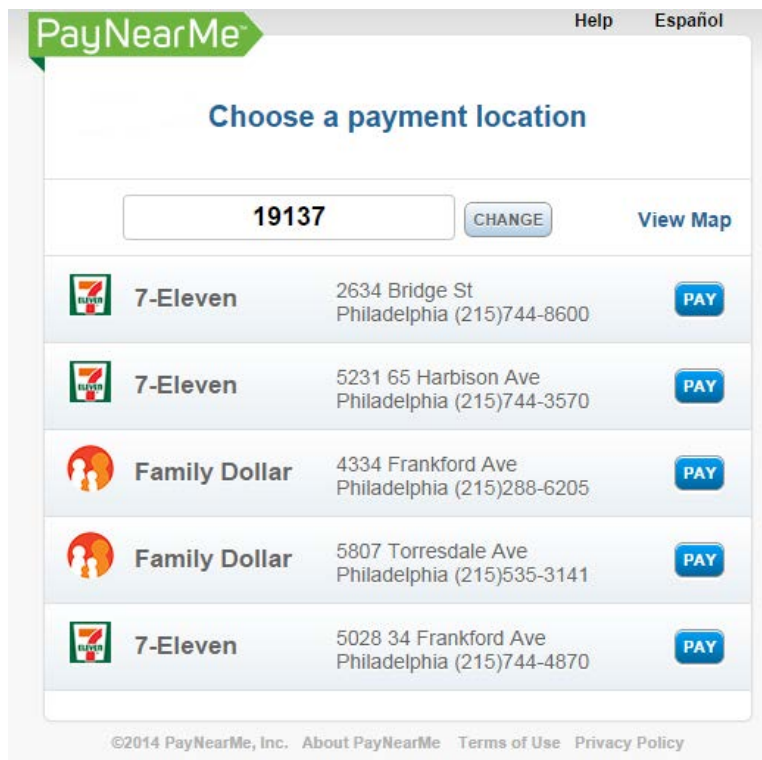 PayNearMe™
Help Español
Choose a payment location
19137 CHANGE View Map
7-Eleven 2634 Bridge St PAY
Philadelphia (215)744-8600
7-Eleven 5231 65 Harbison Ave PAY
Philadelphia (215)744-3570
Family Dollar 4334 Frankford Ave PAY
Philadelphia (215)288-6205
Family Dollar 5807 Torresdale Ave PAY
Philadelphia (215)535-3141
7-Eleven 5028 34 Frankford Ave PAY
Philadelphia (215)744-4870
©2014 PayNearMe, Inc. About PayNearMe Terms of Use Privacy Policy